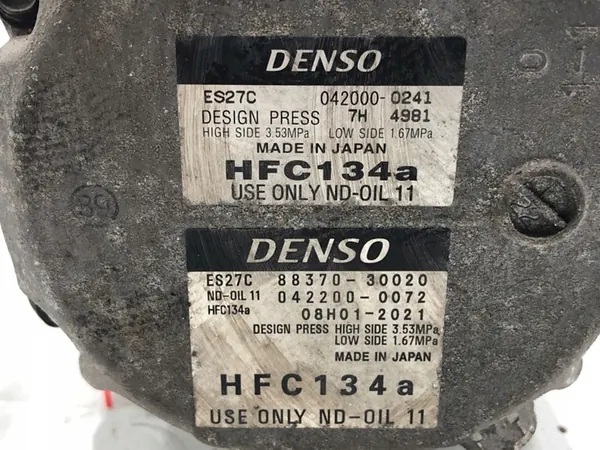 DENSO
ES27C 042000-0241
DESIGN PRESS 7H 4981
HIGH SIDE 3.53MPa LOW SIDE 1.67MPa
MADE IN JAPAN
HFC134a
USE ONLY ND-OIL 11
39
DENSO
ES27C 88370-30020
ND-OIL 11 042200-0072
HFC134a 08H01-2021
DESIGN PRESS HIGH SIDE 3.53MPa
LOW SIDE 1.67MPa
MADE IN JAPAN
HFC134a
USE ONLY ND-OIL 11